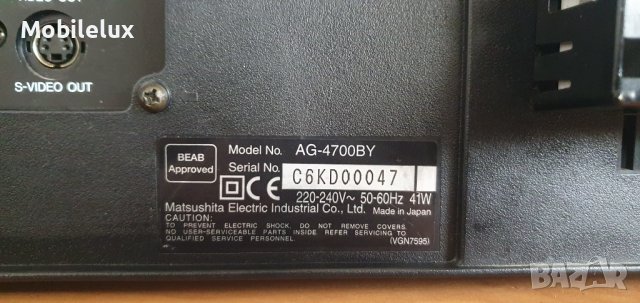 Mobilelux
S-VIDEO OUT
BEAB
Approved
Model No. AG-4700BY
Serial No. C6KD00047
CE
220-240V~ 50-60Hz 41W
Matsushita Electric Industrial Co., Ltd. Made in Japan
CAUTION:
TO PREVENT ELECTRIC SHOCK, DO NOT REMOVE COVERS.
NO USER-SERVICEABLE PARTS INSIDE REFER SERVICING TO
QUALIFIED SERVICE PERSONNEL (VGN7595)
BAZAR